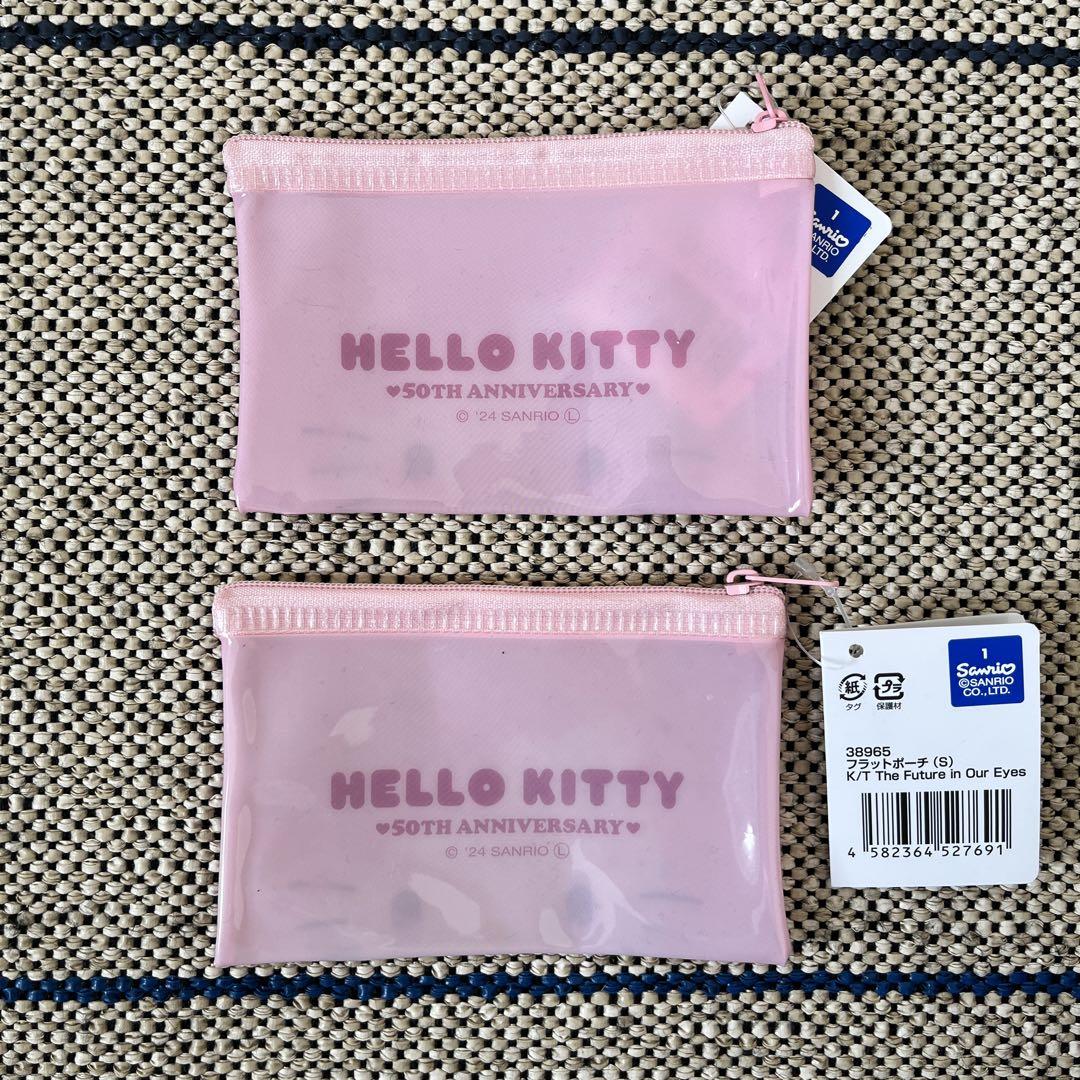 HELLO KITTY
♥50TH ANNIVERSARY♥
© '24 SANRIO Ⓛ
1
Sanrio
SANRIO
LTD.
HELLO KITTY
♥50TH ANNIVERSARY♥
© '24 SANRIO Ⓛ
1
Sanrio
©SANRIO
CO.,LTD.
紙
タグ
プラ
保護材
38965
フラットポーチ (S)
K/T The Future in Our Eyes
4 582364 527691